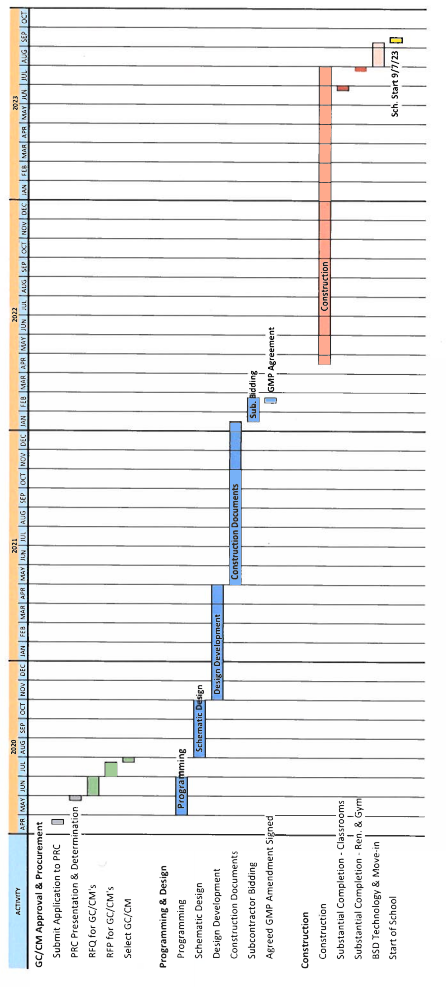 ACTIVITY
2020
2021
2022
2023
APR MAY JUN JUL AUG SEP OCT NOV DEC JAN FEB MAR APR MAY JUN JUL AUG SEP OCT NOV DEC JAN FEB MAR APR MAY JUN JUL AUG SEP OCT NOV DEC JAN FEB MAR APR MAY JUN JUL AUG SEP OCT
GC/CM Approval & Procurement
Submit Application to PRC
PRC Presentation & Determination
RFQ for GC/CM's
RFP for GC/CM's
Select GC/CM
Programming & Design
Programming
Programming
Schematic Design
Schematic Design
Design Development
Design Development
Construction Documents
Construction Documents
Subcontractor Bidding
Sub. Bidding
Agreed GMP Amendment Signed
GMP Agreement
Construction
Construction
Construction
Substantial Completion - Classrooms
Substantial Completion - Ren. & Gym
BSD Technology & Move-in
Start of School
Sch. Start 9/7/23